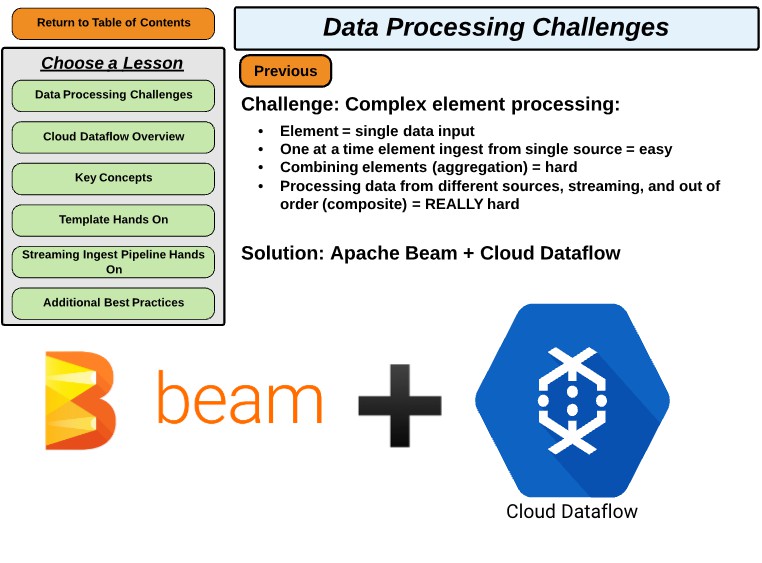 Return to Table of Contents
Choose a Lesson
Data Processing Challenges
Cloud Dataflow Overview
Key Concepts
Template Hands On
Streaming Ingest Pipeline Hands
On
Additional Best Practices
Data Processing Challenges
Previous
Challenge: Complex element processing:
• Element = single data input
• One at a time element ingest from single source = easy
• Combining elements (aggregation) = hard
• Processing data from different sources, streaming, and out of
order (composite) = REALLY hard
Solution: Apache Beam + Cloud Dataflow
beam
Cloud Dataflow